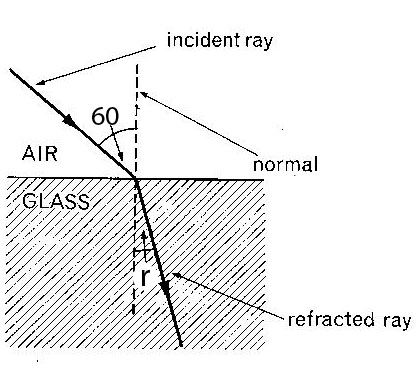 incident ray
60
AIR
normal
GLASS
r
refracted ray